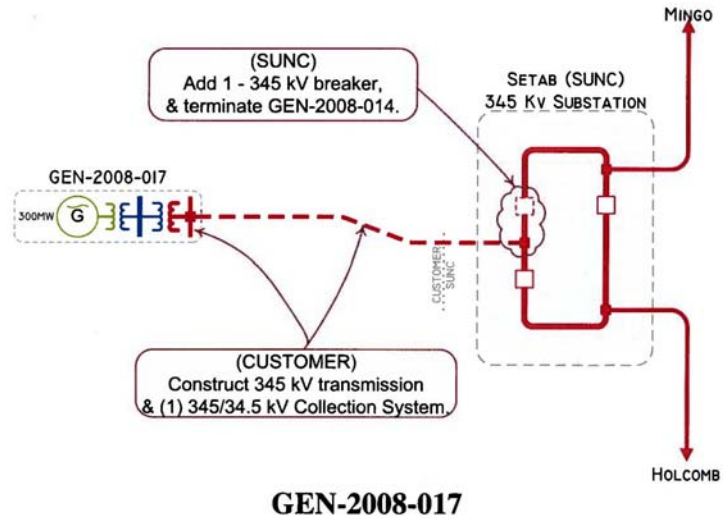 MINGO
(SUNC)
Add 1 - 345 kV breaker,
& terminate GEN-2008-014.
SETAB (SUNC)
345 KV SUBSTATION
GEN-2008-017
300MW
G
CUSTOMER
SUNC
(CUSTOMER)
Construct 345 kV transmission
& (1) 345/34.5 kV Collection System.
HOLCOMB
GEN-2008-017